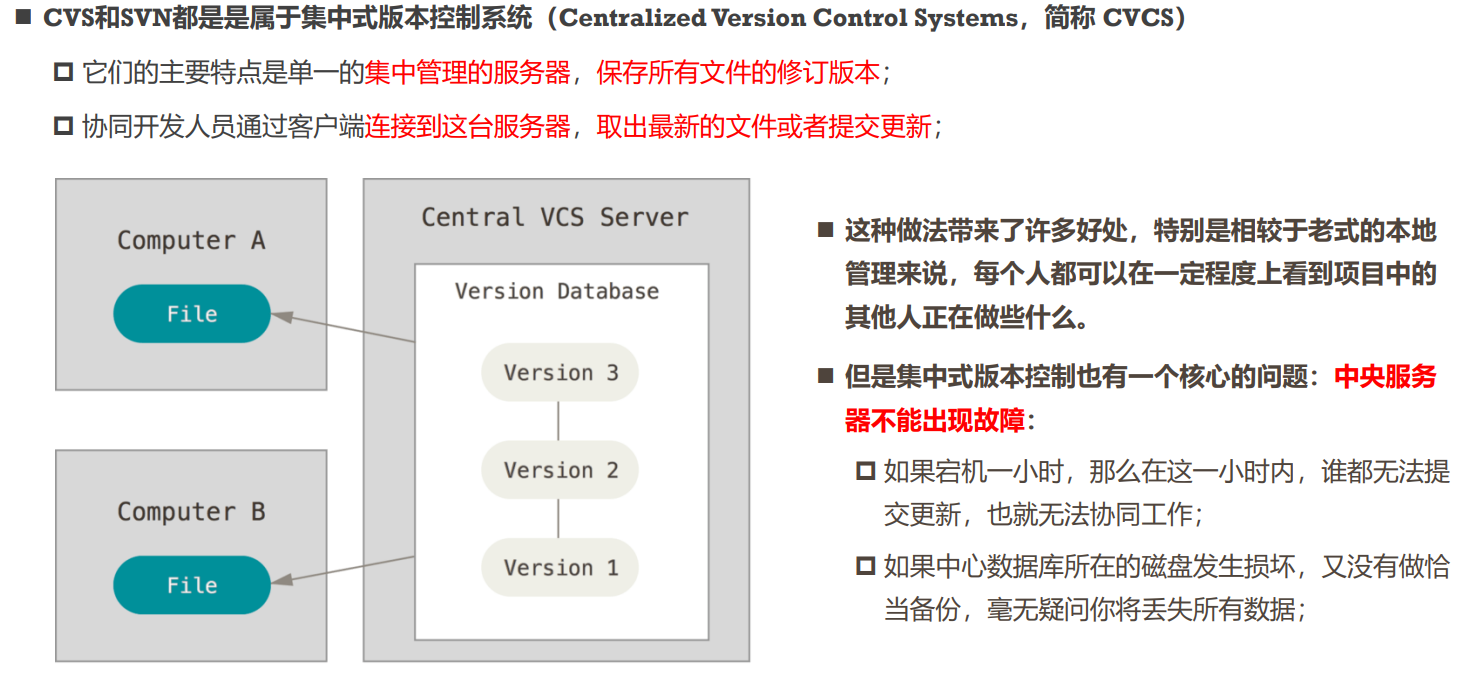 CVS和SVN都是是属于集中式版本控制系统（Centralized Version Control Systems，简称 CVCS）
它们的主要特点是单一的集中管理的服务器，保存所有文件的修订版本；
协同开发人员通过客户端连接到这台服务器，取出最新的文件或者提交更新；
Computer A
File
Computer B
File
Central VCS Server
Version Database
Version 3
Version 2
Version 1
这种做法带来了许多好处，特别是相较于老式的本地
管理来说，每个人都可以在一定程度上看到项目中的
其他人正在做些什么。
但是集中式版本控制也有一个核心的问题：中央服务
器不能出现故障：
如果宕机一小时，那么在这一小时内，谁都无法提
交更新，也就无法协同工作；
如果中心数据库所在的磁盘发生损坏，又没有做恰
当备份，毫无疑问你将丢失所有数据；